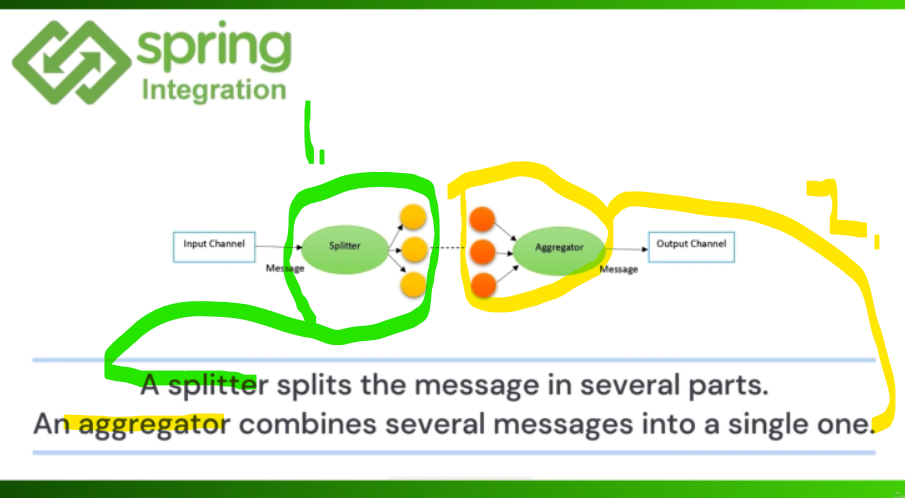 spring
Integration
1.
2.
Input Channel
Message
Splitter
Aggregator
Message
Output Channel
A splitter splits the message in several parts.
An aggregator combines several messages into a single one.